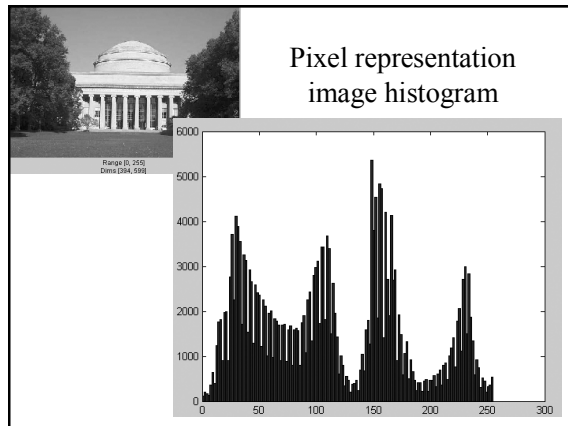 Pixel representation
image histogram
Range [0, 255]
Dims [394, 599]
6000
5000
4000
3000
2000
1000
0
0 50 100 150 200 250 300